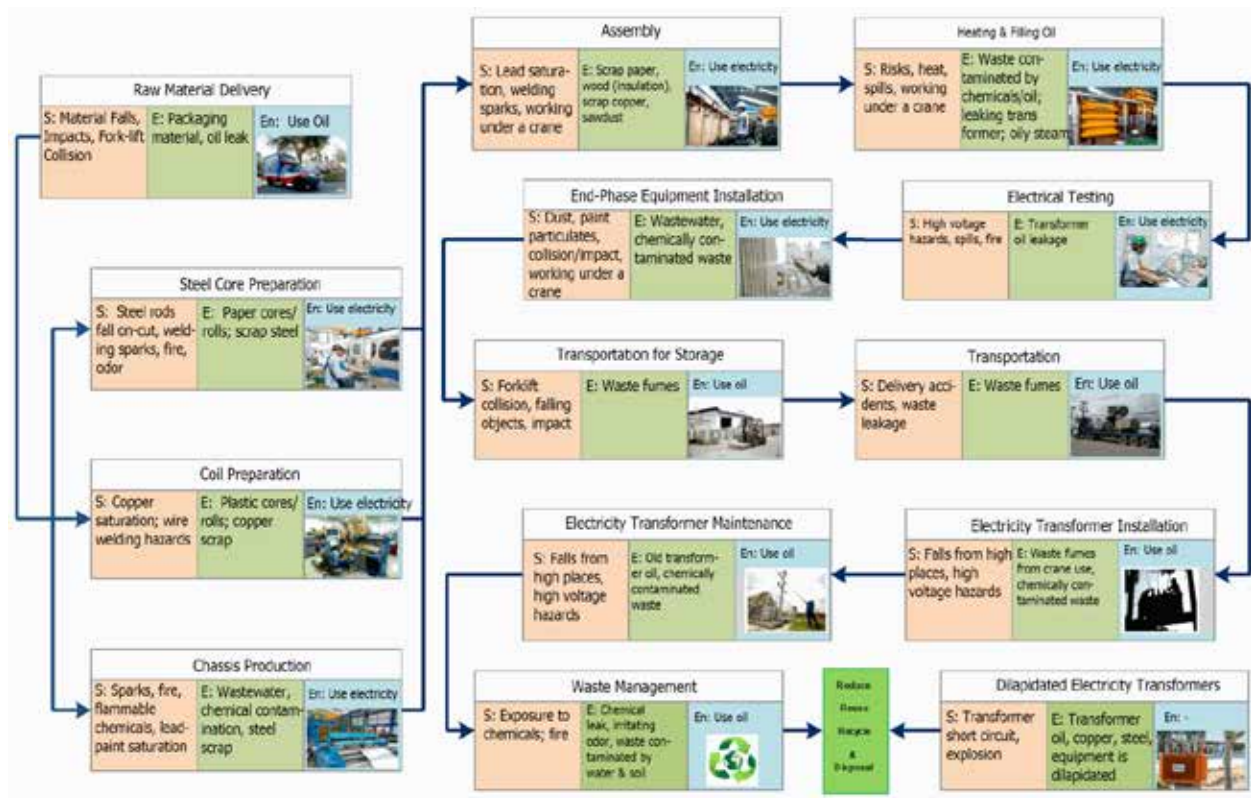 Raw Material Delivery
S: Material Falls,
Impacts, Fork-lift
Collision
E: Packaging
material, oil leak
En: Use Oil
Steel Core Preparation
S: Steel rods
fall on-cut, weld-
ing sparks, fire,
odor
E: Paper cores/
rolls; scrap steel
En: Use electricity
Coil Preparation
S: Copper
saturation; wire
welding hazards
E: Plastic cores/
rolls; copper
scrap
En: Use electricity
Chassis Production
S: Sparks, fire,
flammable
chemicals, lead-
paint saturation
E: Wastewater,
chemical contam-
ination, steel
scrap
En: Use electricity
Assembly
S: Lead satura-
tion, welding
sparks, working
under a crane
E: Scrap paper,
wood (insulation),
scrap copper,
sawdust
En: Use electricity
Heating & Filling Oil
S: Risks, heat,
spills, working
under a crane
E: Waste con-
taminated by
chemicals/oil;
leaking trans
former; oily steam
En: Use electricity
Electrical Testing
S: High voltage
hazards, spills, fire
E: Transformer
oil leakage
En: Use electricity
End-Phase Equipment Installation
S: Dust, paint
particulates,
collision/impact,
working under a
crane
E: Wastewater,
chemically con-
taminated waste
En: Use electricity
Transportation for Storage
S: Forklift
collision, falling
objects, impact
E: Waste fumes
En: Use oil
Transportation
S: Delivery acci-
dents, waste
leakage
E: Waste fumes
En: Use oil
Electricity Transformer Installation
S: Falls from high
places, high
voltage hazards
E: Waste fumes
from crane use,
chemically con-
taminated waste
En: Use oil
Electricity Transformer Maintenance
S: Falls from
high places,
high voltage
hazards
E: Old transform-
er oil, chemically
contaminated
waste
En: Use oil
Waste Management
S: Exposure to
chemicals; fire
E: Chemical
leak, irritating
odor, waste con-
taminated by
water & soil
En: Use oil
Reduce
Reuse
Recycle
&
Disposal
Dilapidated Electricity Transformers
S: Transformer
short circuit,
explosion
E: Transformer
oil, copper, steel,
equipment is
dilapidated
En: -